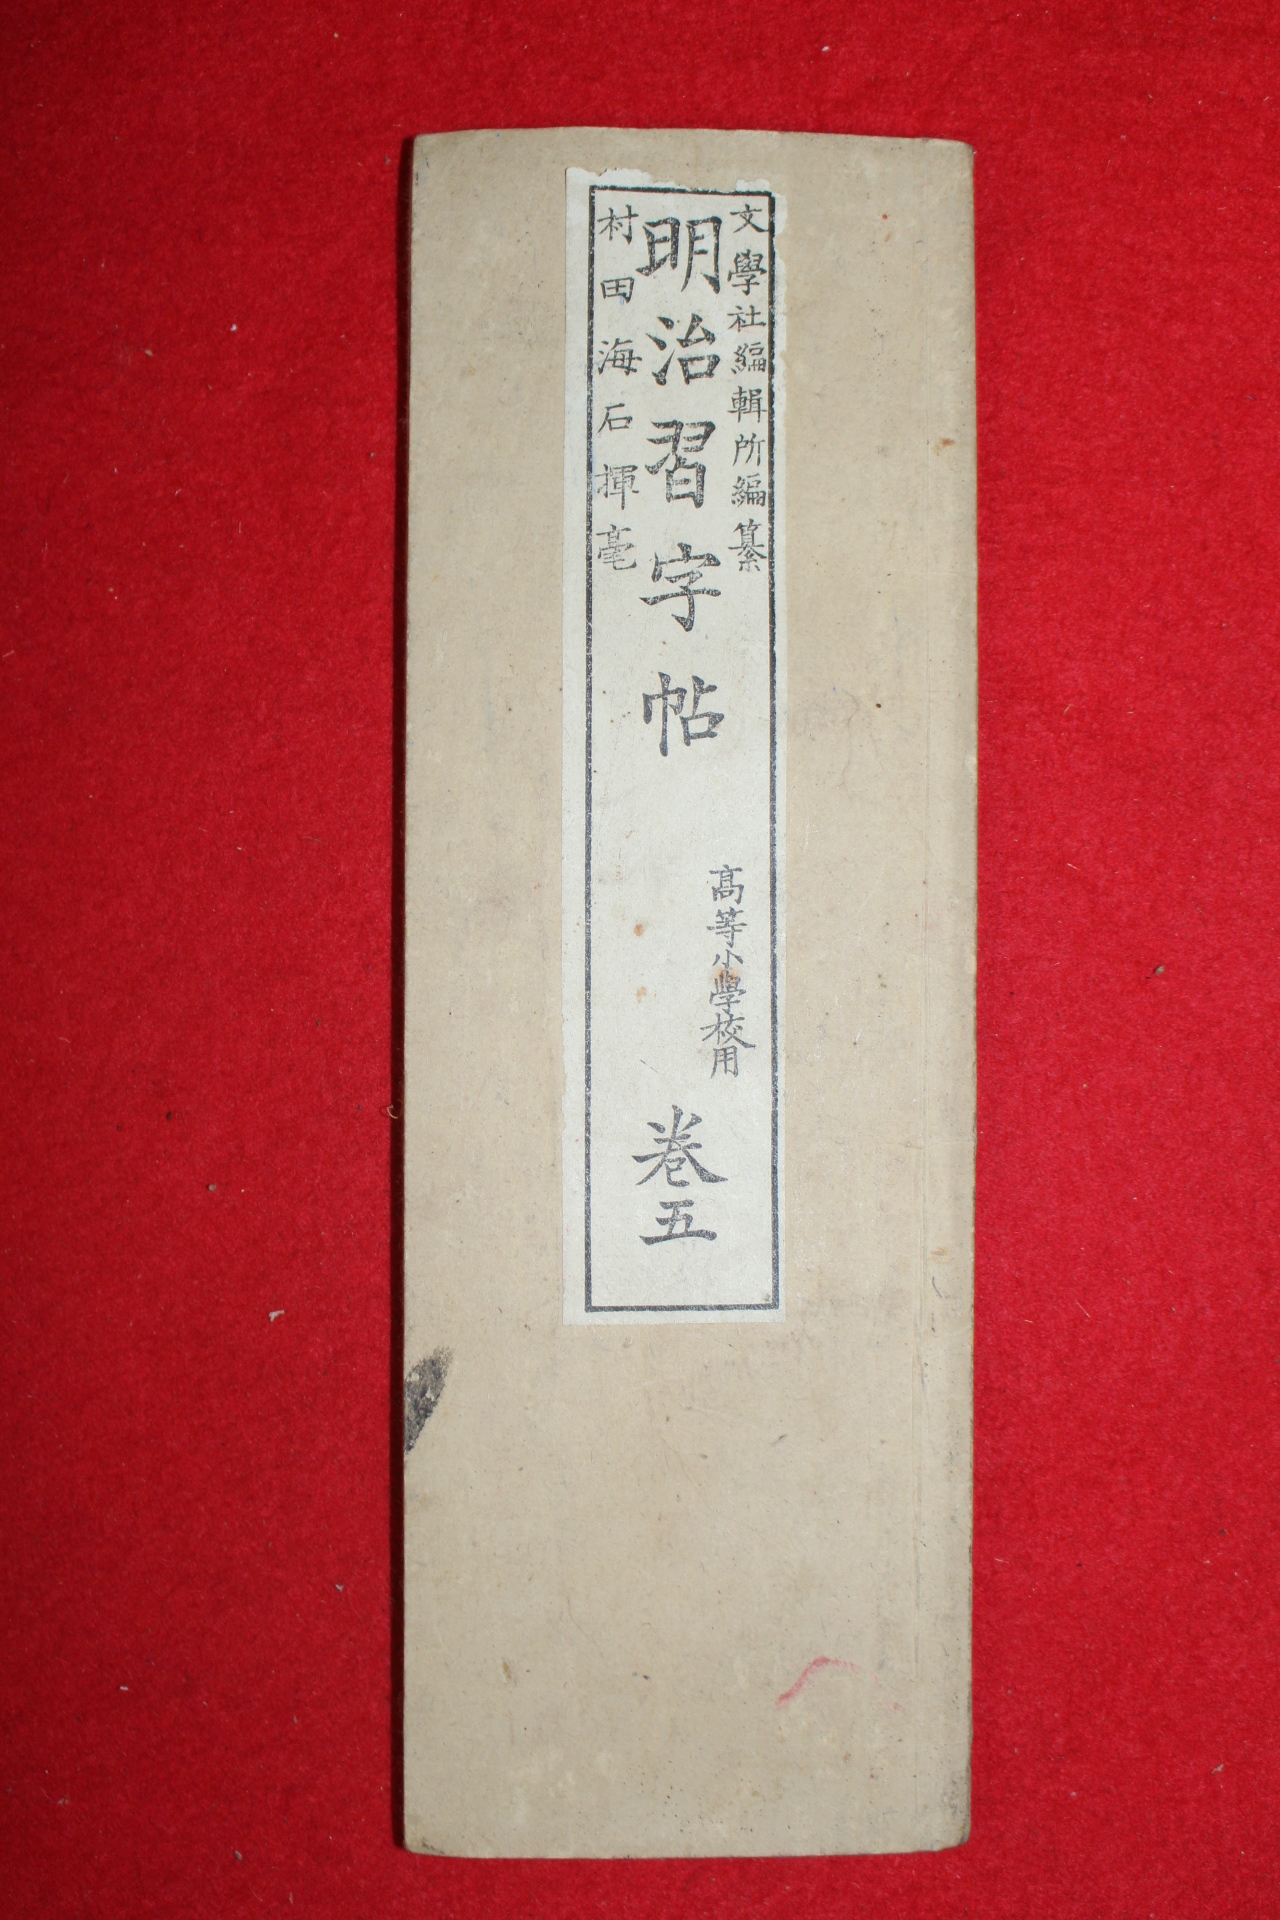 文學社編輯所編纂
明治習字帖
高等小學校用
卷五
村田海石揮毫